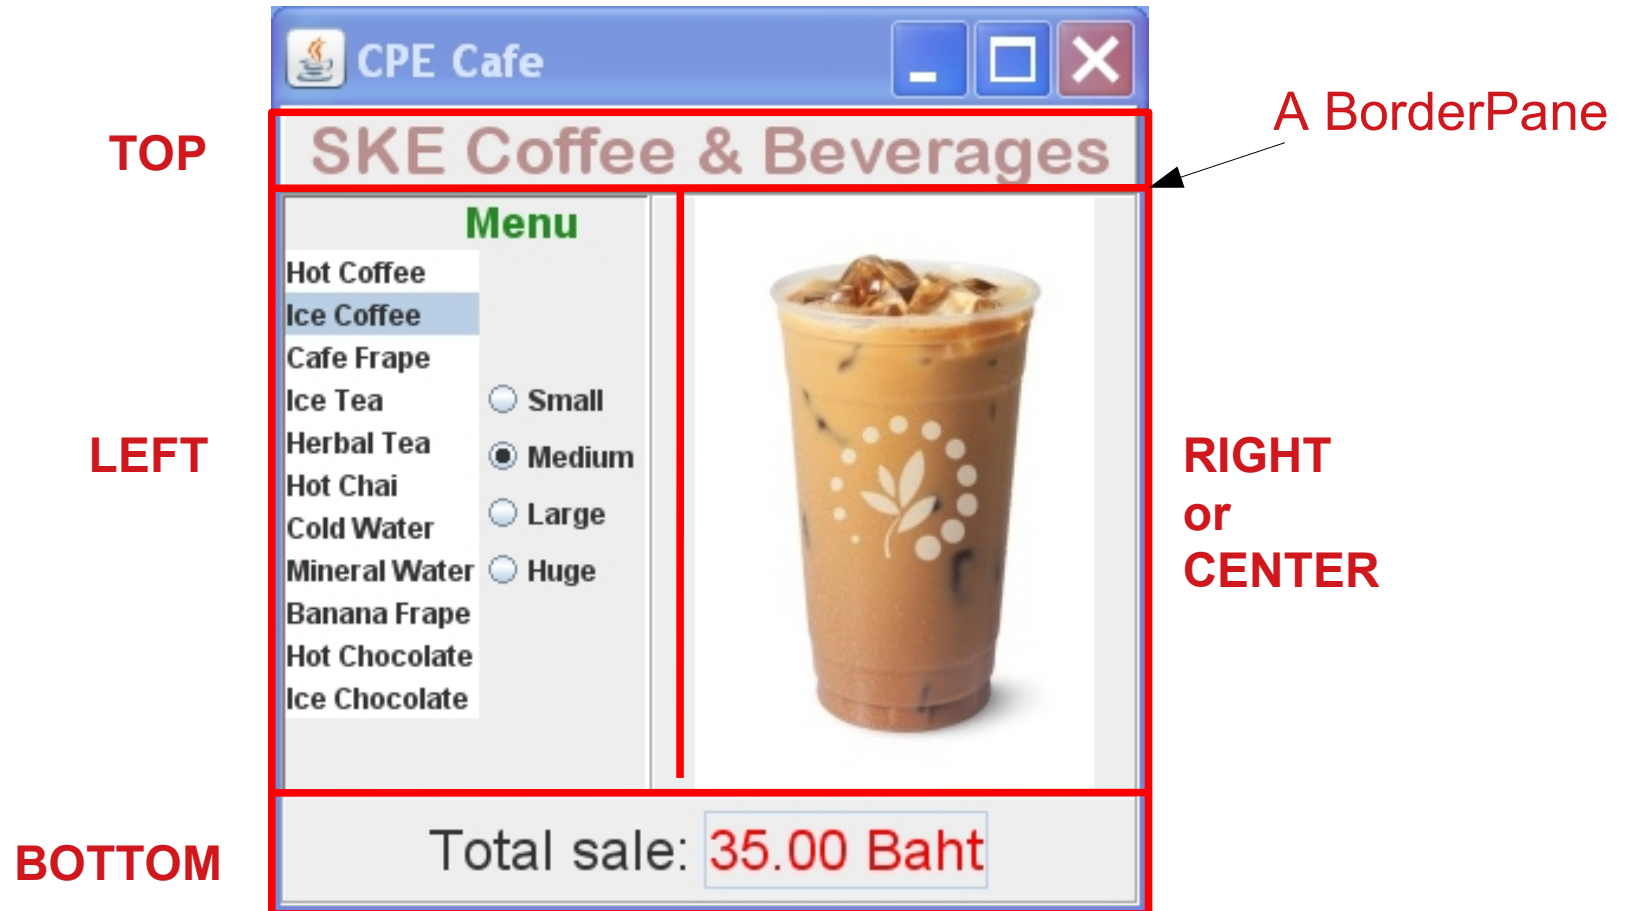 CPE Cafe
A BorderPane
TOP
SKE Coffee & Beverages
Menu
Hot Coffee
Ice Coffee
Cafe Frape
Ice Tea
Herbal Tea
Hot Chai
Cold Water
Mineral Water
Banana Frape
Hot Chocolate
Ice Chocolate
Small
Medium
Large
Huge
LEFT
RIGHT
or
CENTER
BOTTOM
Total sale: 35.00 Baht